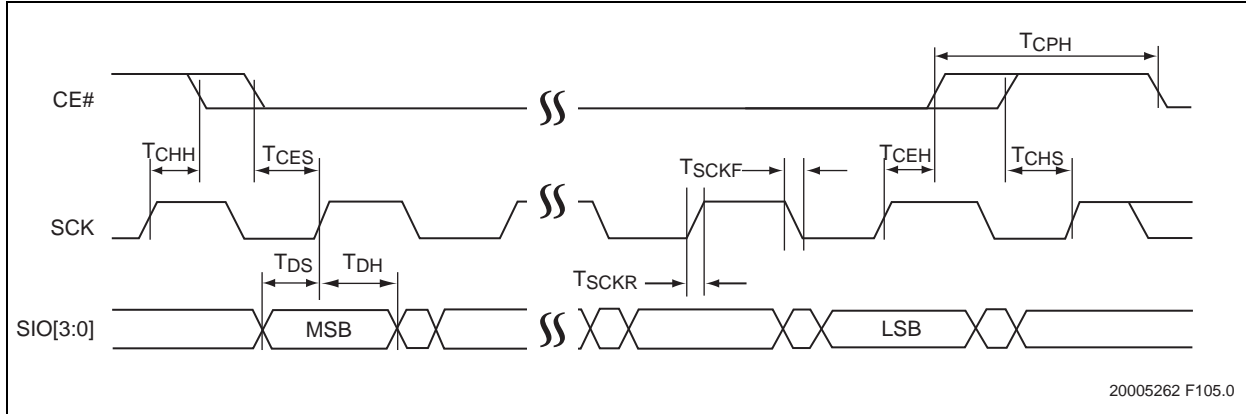 TCPH
CE#
TCHH
TCES
TSCKF
TCEH
TCHS
SCK
TDS
TDH
TSCKR
SIO[3:0]
MSB
LSB
20005262 F105.0